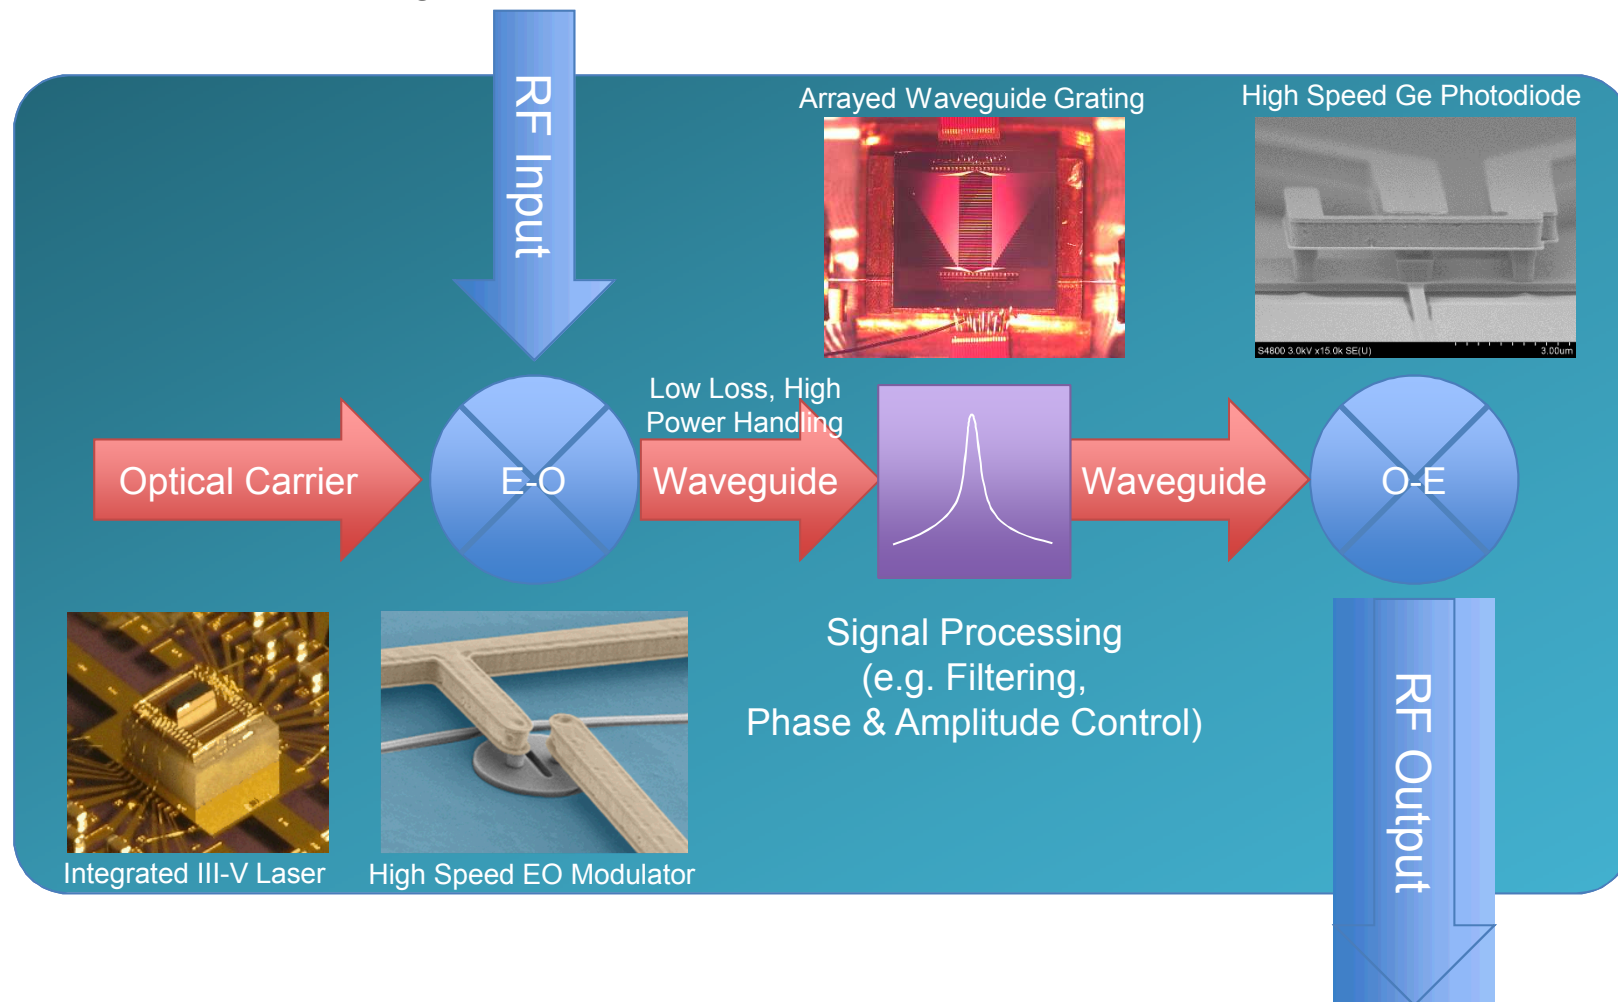 RF Input
Arrayed Waveguide Grating
High Speed Ge Photodiode
S4800 3.0kV x15.0k SE(U)
3.00um
Low Loss, High
Power Handling
Optical Carrier
E-O
Waveguide
Waveguide
O-E
Signal Processing
(e.g. Filtering,
Phase & Amplitude Control)
RF Output
Integrated III-V Laser
High Speed EO Modulator